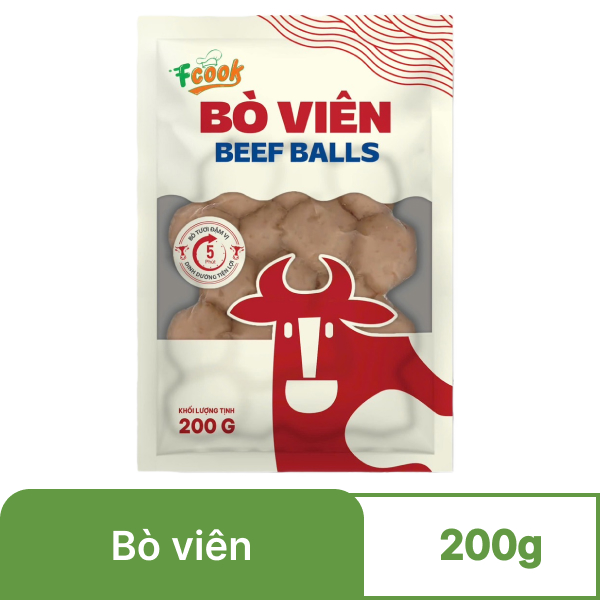 Fcook
BÒ VIÊN
BEEF BALLS
BÒ TƯƠI ĐẬM VỊ
5
PHÚT
DINH DƯỠNG TIỆN LỢI
KHỐI LƯỢNG TỊNH
200 G
Bò viên
200g